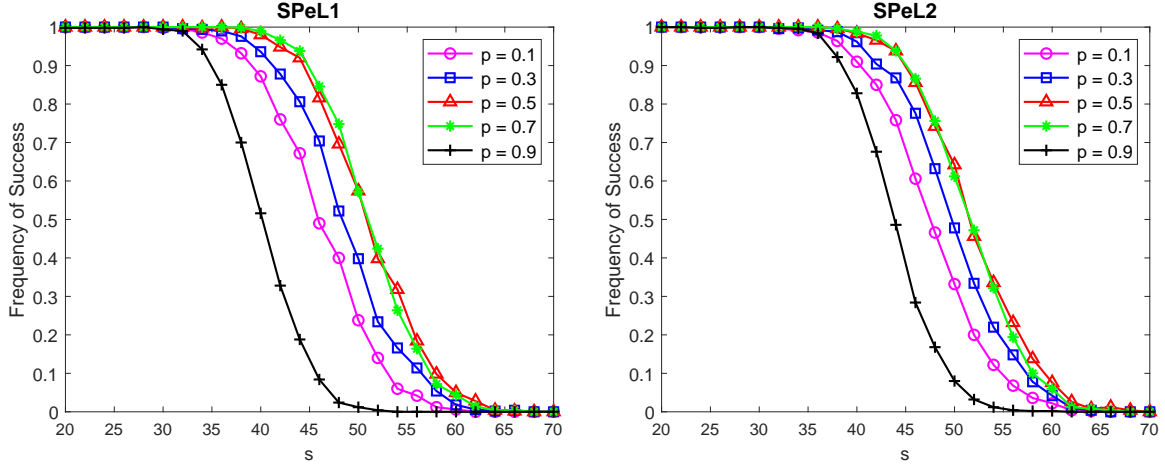 SPeL1
Frequency of Success
1
0.9
0.8
0.7
0.6
0.5
0.4
0.3
0.2
0.1
0
20 25 30 35 40 45 50 55 60 65 70
s
p = 0.1
p = 0.3
p = 0.5
p = 0.7
p = 0.9
SPeL2
Frequency of Success
1
0.9
0.8
0.7
0.6
0.5
0.4
0.3
0.2
0.1
0
20 25 30 35 40 45 50 55 60 65 70
s
p = 0.1
p = 0.3
p = 0.5
p = 0.7
p = 0.9